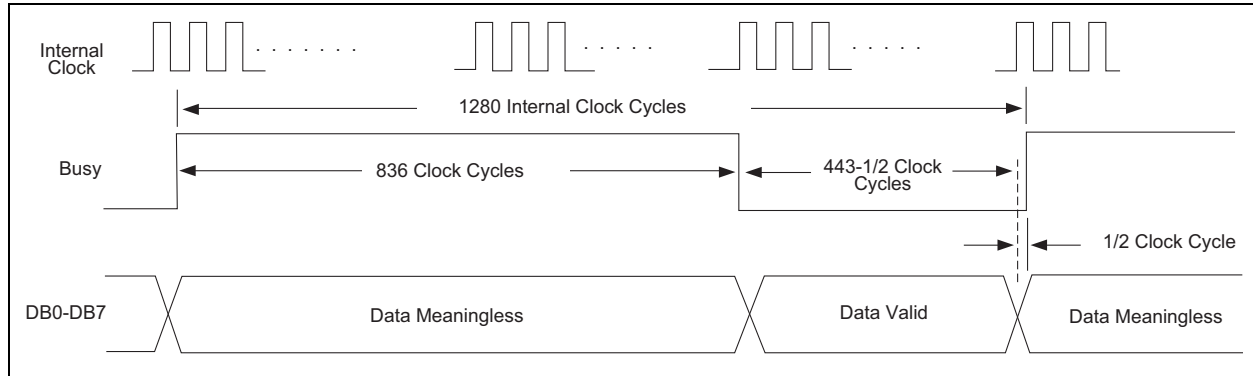 Internal
Clock
1280 Internal Clock Cycles
Busy
836 Clock Cycles
443-1/2 Clock
Cycles
1/2 Clock Cycle
DB0-DB7
Data Meaningless
Data Valid
Data Meaningless